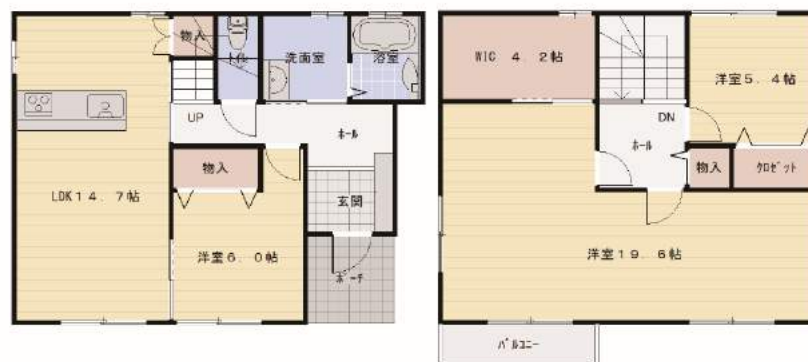 物入
トイレ
洗面室
浴室
UP
ホール
物入
LDK14.7帖
玄関
洋室6.0帖
ポーチ
WIC 4.2帖
洋室5.4帖
DN
ホール
物入
クロゼット
洋室19.6帖
バルコニー